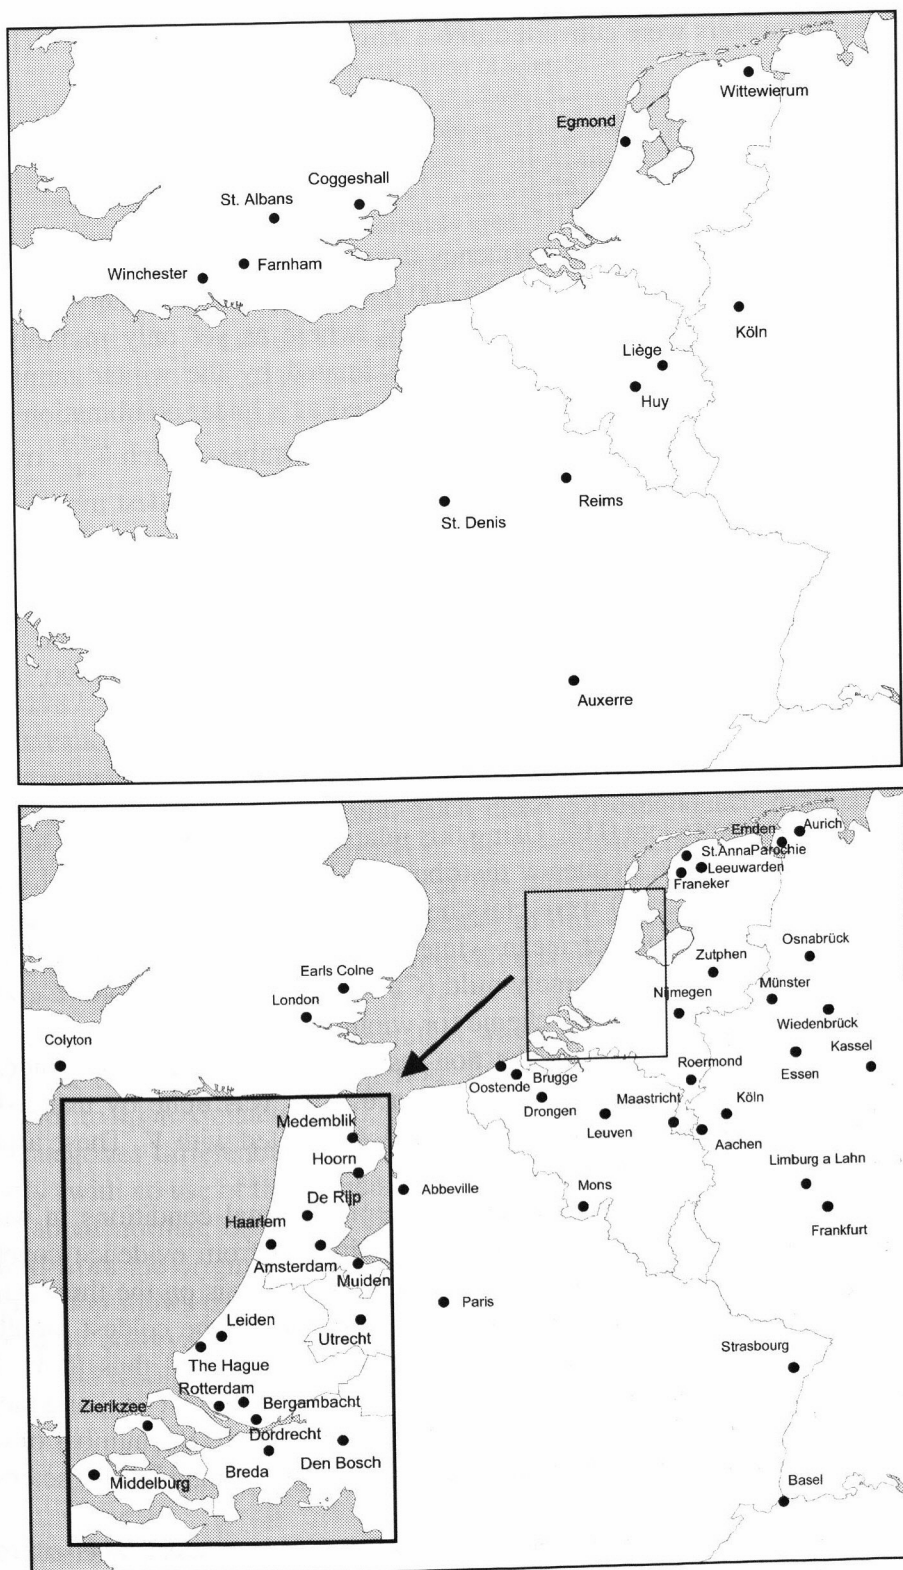 Wittewierum
Egmond
Coggeshall
St. Albans
Farnham
Winchester
Köln
Liège
Huy
Reims
St. Denis
Auxerre
Emden
Aurich
St.AnnaParochie
Leeuwarden
Franeker
Osnabrück
Zutphen
Earls Colne
Münster
London
Nijmegen
Wiedenbrück
Colyton
Kassel
Roermond
Essen
Oostende
Brugge
Drongen
Maastricht
Köln
Leuven
Aachen
Medemblik
Hoorn
Limburg a Lahn
Abbeville
Mons
De Rijp
Frankfurt
Haarlem
Amsterdam
Muiden
Paris
Leiden
Utrecht
The Hague
Strasbourg
Rotterdam
Zierikzee
Bergambacht
Dordrecht
Breda
Den Bosch
Middelburg
Basel